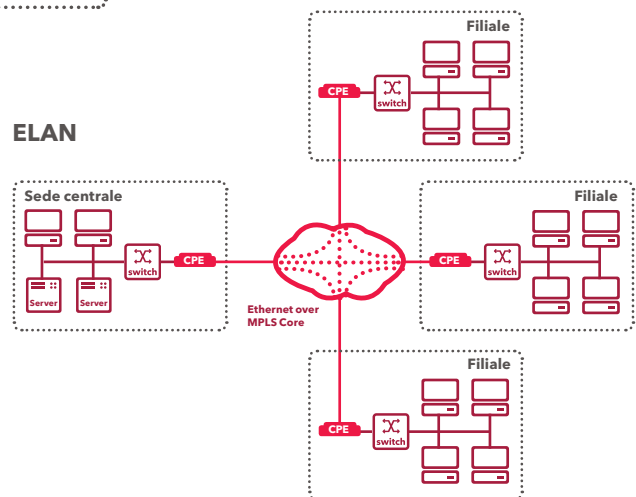 Filiale
CPE
switch
ELAN
Sede centrale
switch
CPE
Server
Server
Ethernet over
MPLS Core
Filiale
CPE
switch
Filiale
CPE
switch